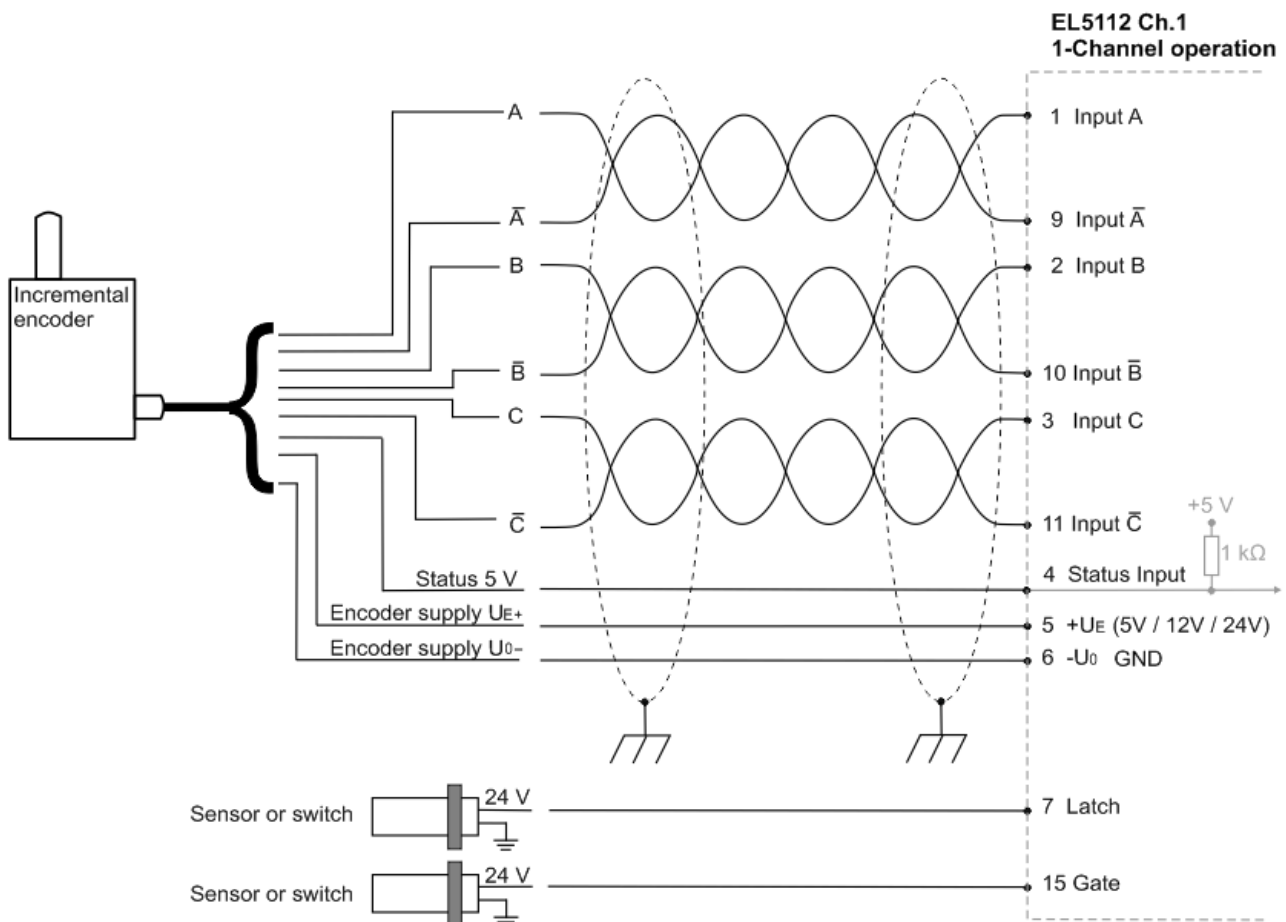 EL5112 Ch.1
1-Channel operation
A
1 Input A
A̅
9 Input A̅
B
2 Input B
Incremental
encoder
B̅
10 Input B̅
C
3 Input C
C̅
11 Input C̅
+5 V
1 kΩ
Status 5 V
4 Status Input
Encoder supply UE+
5 +UE (5V / 12V / 24V)
Encoder supply U0−
6 -U0 GND
Sensor or switch
24 V
7 Latch
Sensor or switch
24 V
15 Gate